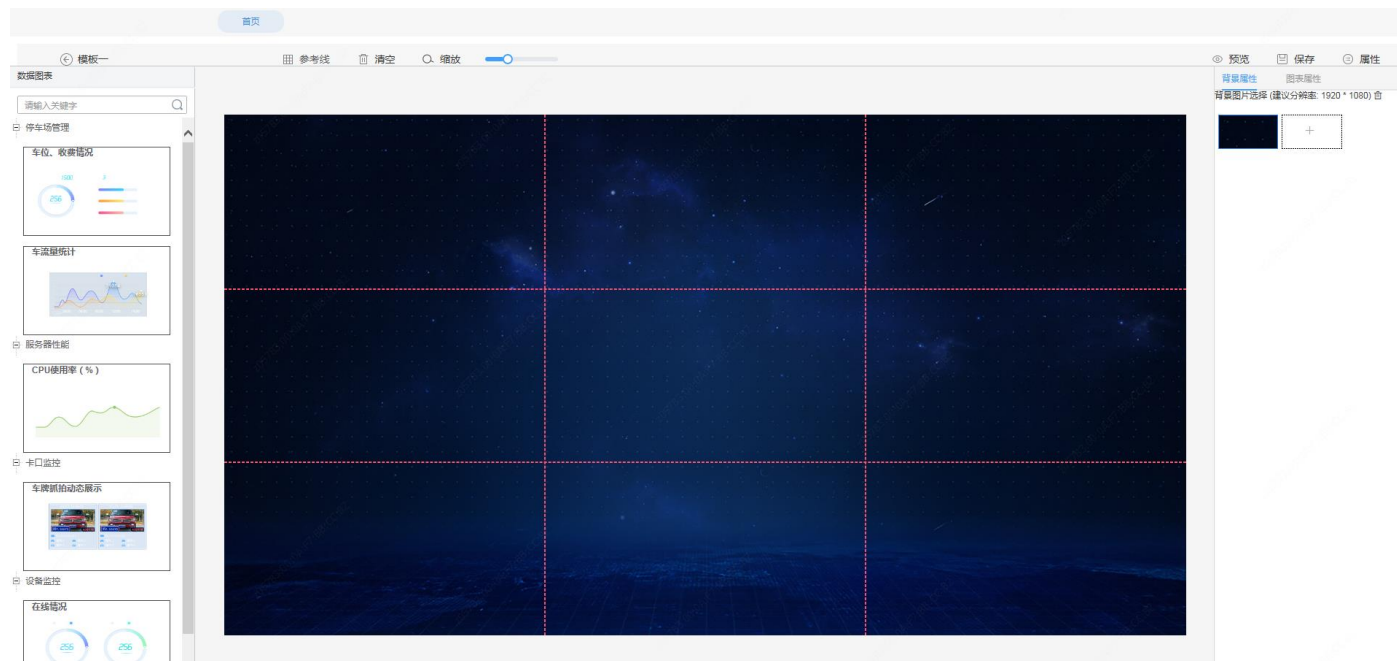 首页
模板一
参考线 清空 缩放
预览 保存 属性
数据图表
请输入关键字
停车场管理
车位、收费情况
256
车流量统计
服务器性能
CPU使用率 ( % )
卡口监控
车牌抓拍动态展示
设备监控
在线情况
256 256
背景属性 图表属性
背景图片选择 (建议分辨率: 1920 * 1080)